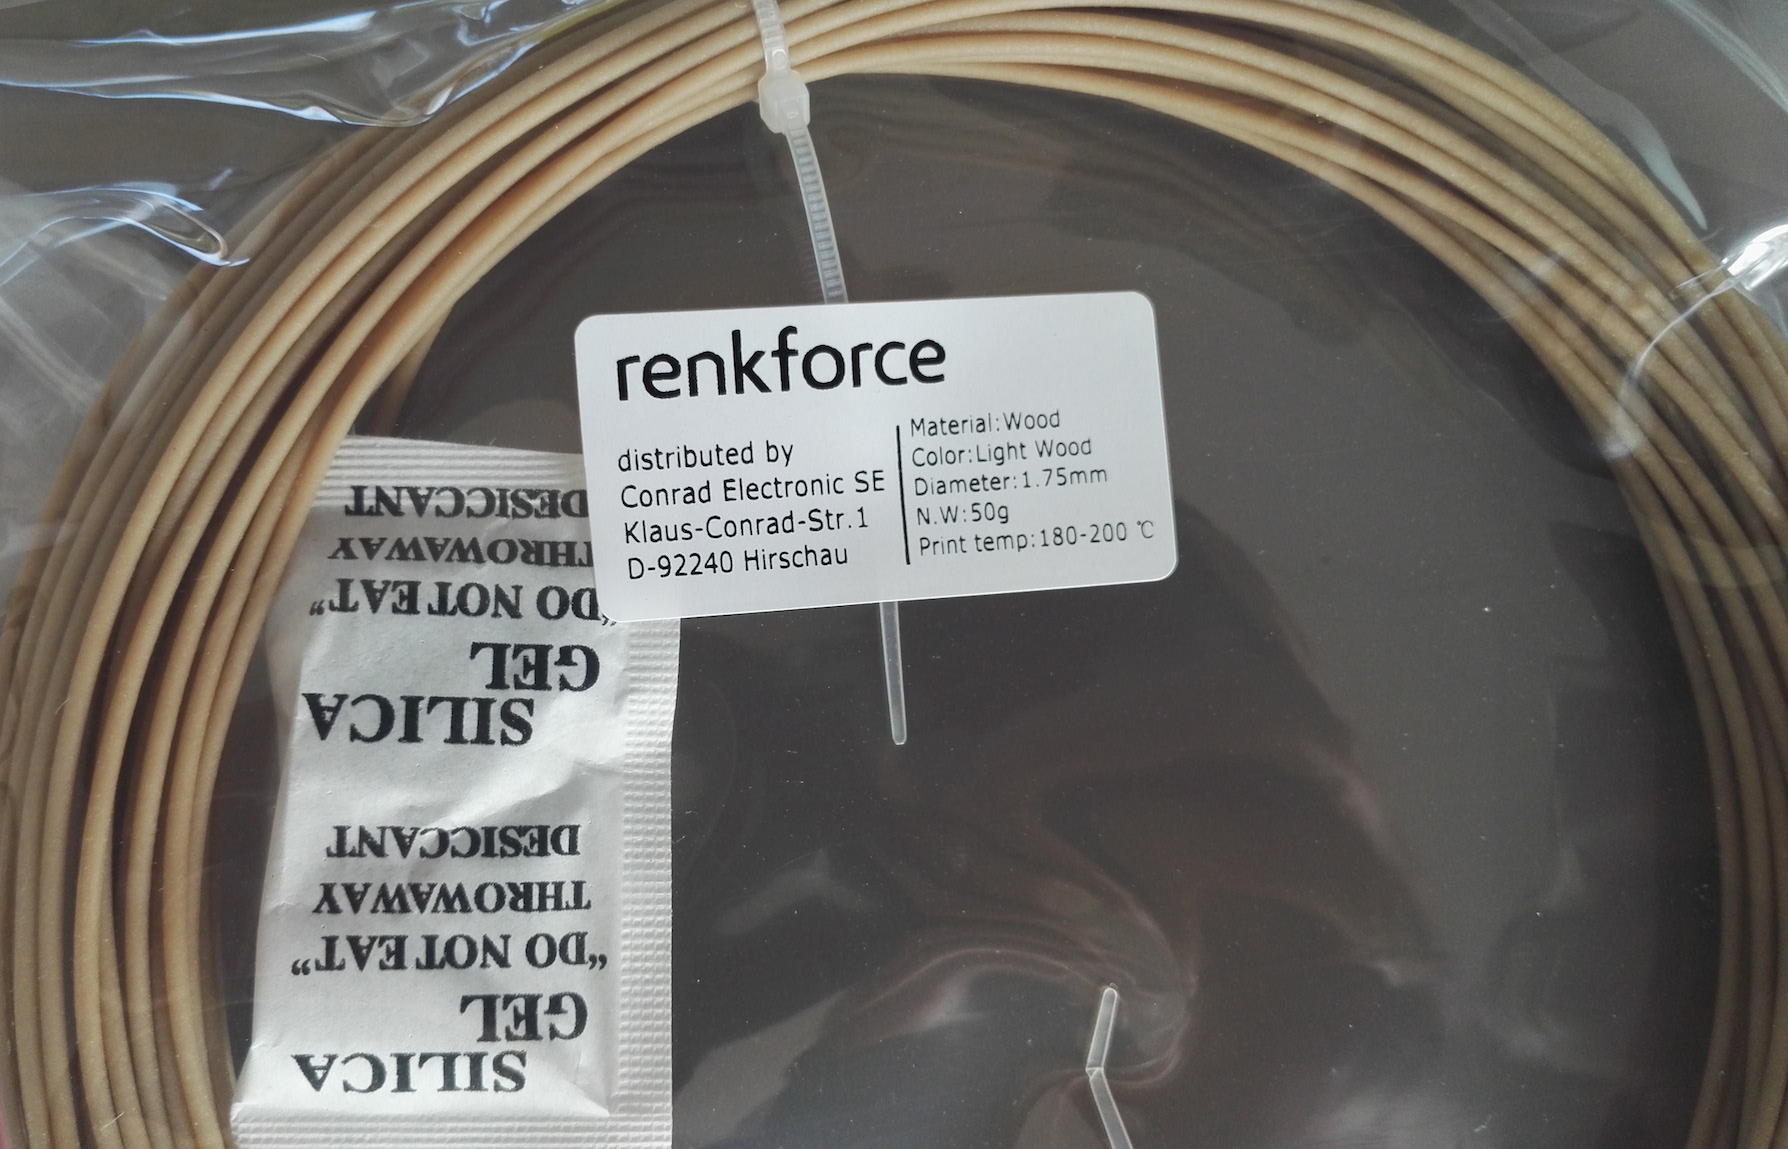 renkforce
distributed by
Conrad Electronic SE
Klaus-Conrad-Str.1
D-92240 Hirschau
Material:Wood
Color:Light Wood
Diameter:1.75mm
N.W:50g
Print temp:180-200 ℃
SILICA
GEL
"DO NOT EAT"
THROWAWAY
DESICCANT
SILICA
GEL
"DO NOT EAT"
THROWAWAY
DESICCANT